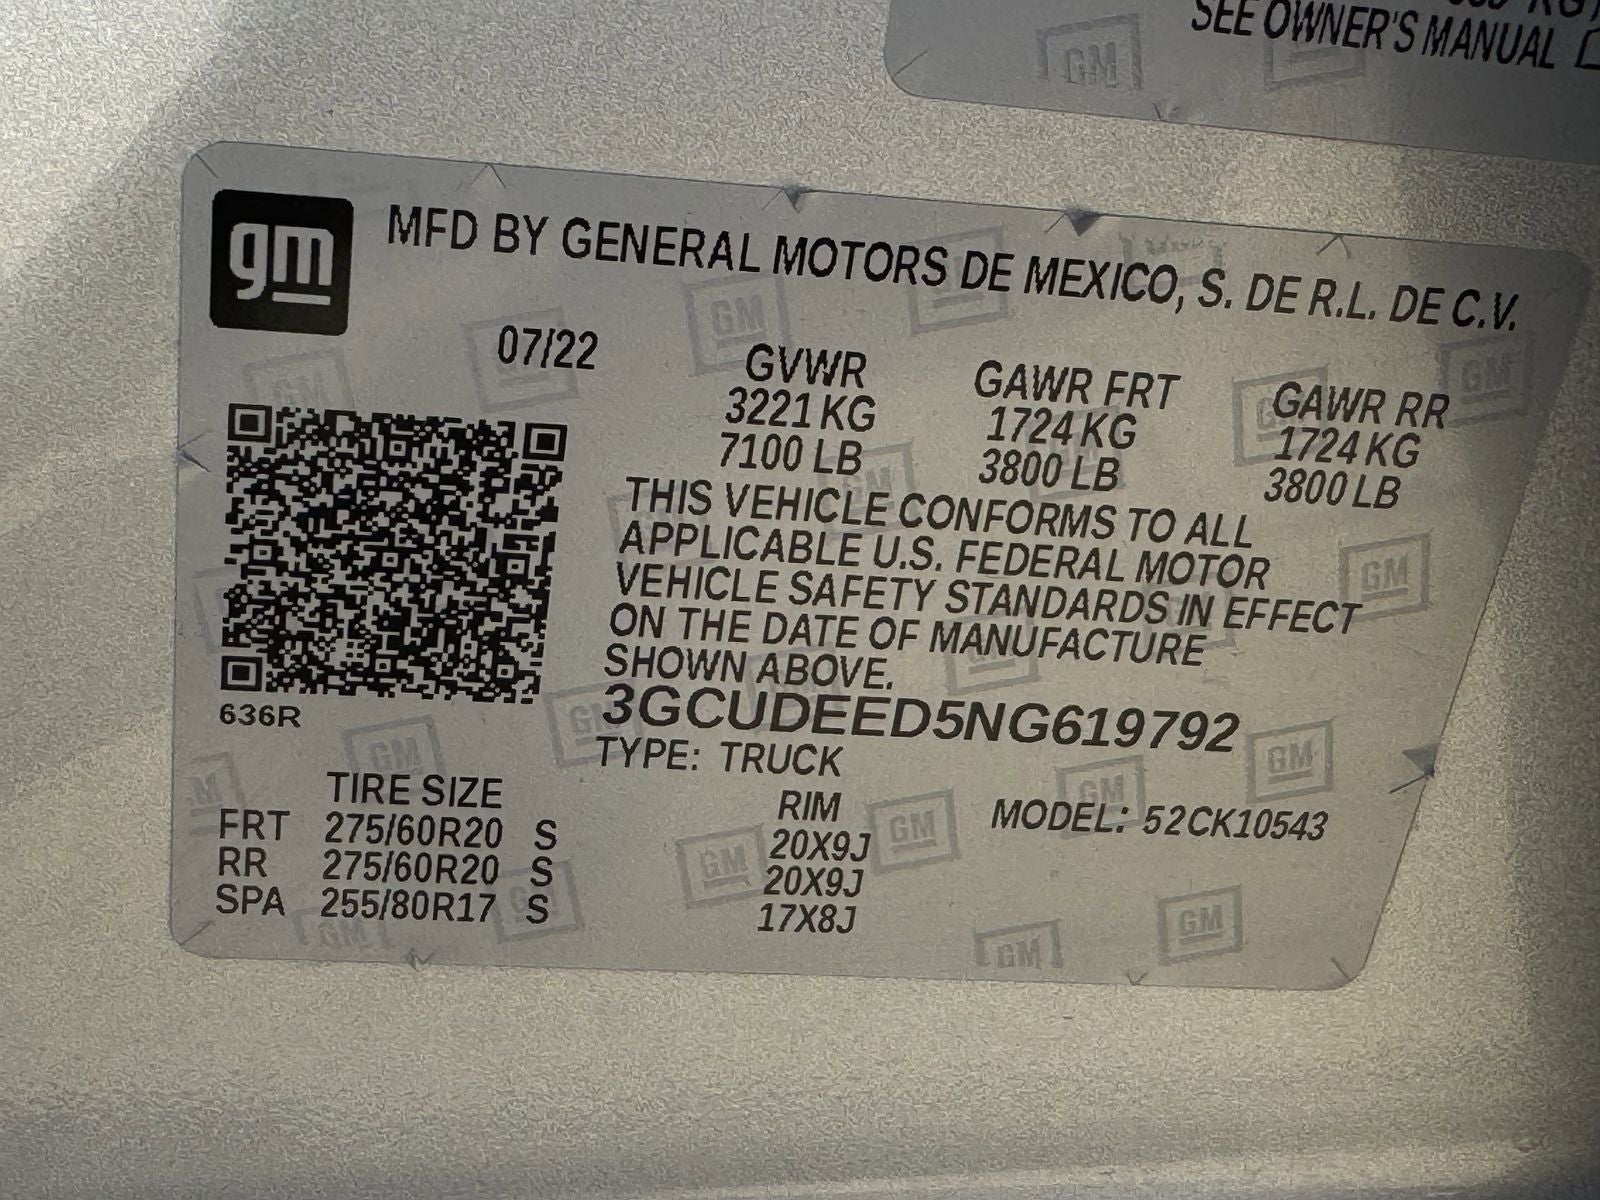 SEE OWNER'S MANUAL
gm
MFD BY GENERAL MOTORS DE MEXICO, S. DE R.L. DE C.V.
07/22 GVWR GAWR FRT GAWR RR
3221 KG 1724 KG 1724 KG
7100 LB 3800 LB 3800 LB
THIS VEHICLE CONFORMS TO ALL
APPLICABLE U.S. FEDERAL MOTOR
VEHICLE SAFETY STANDARDS IN EFFECT
ON THE DATE OF MANUFACTURE
SHOWN ABOVE.
636R
3GCUDEED5NG619792
TYPE: TRUCK
TIRE SIZE RIM MODEL: 52CK10543
FRT 275/60R20 S 20X9J
RR 275/60R20 S 20X9J
SPA 255/80R17 S 17X8J